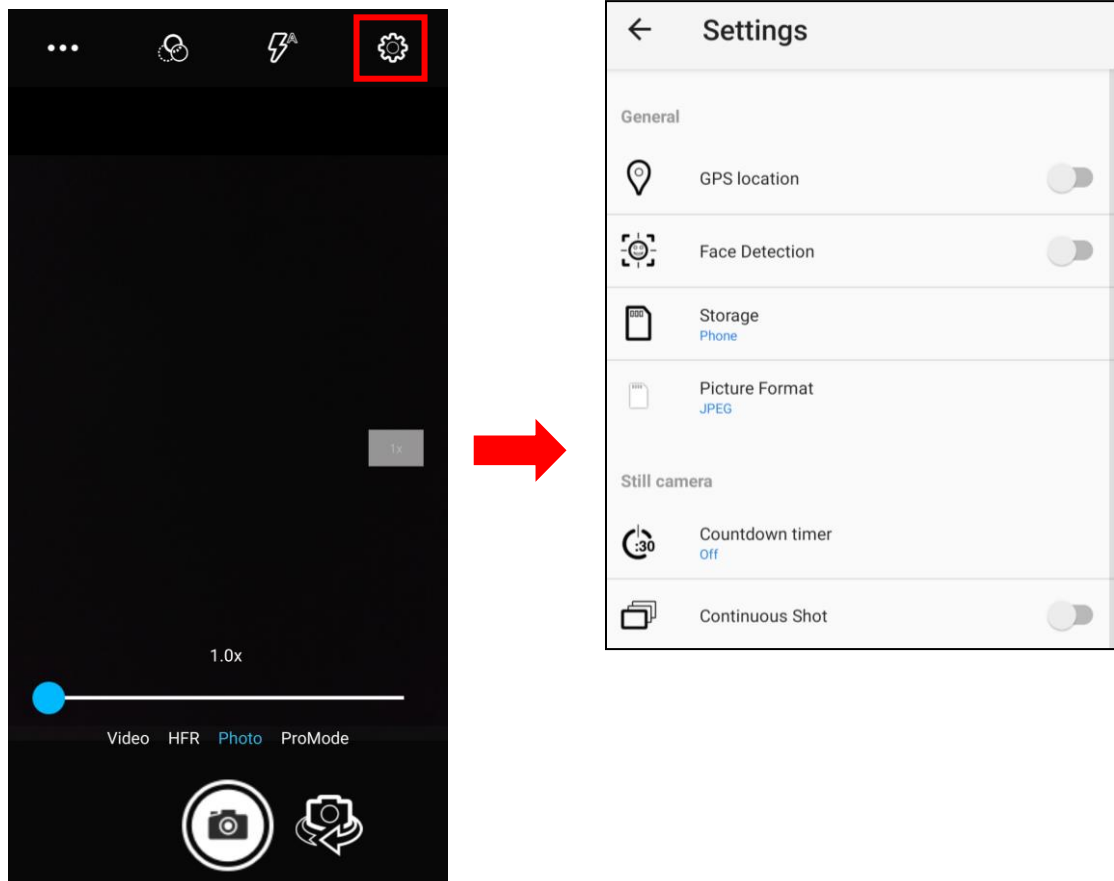 A
1x
1.0x
Video HFR Photo ProMode
Settings
General
GPS location
Face Detection
Storage
Phone
Picture Format
JPEG
Still camera
Countdown timer
:30
Off
Continuous Shot